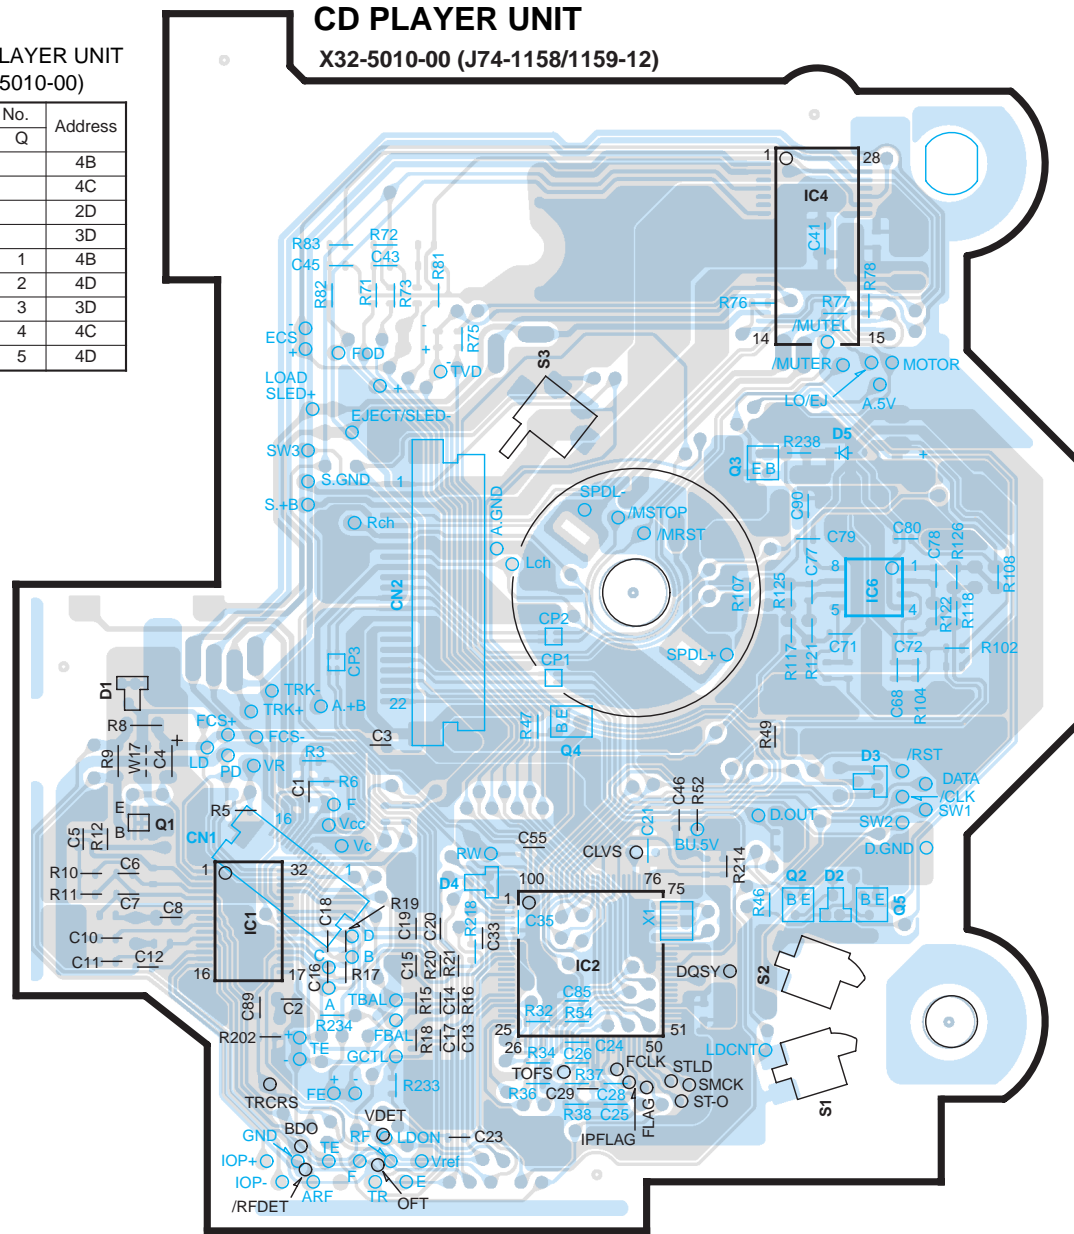 CD PLAYER UNIT
X32-5010-00 (J74-1158/1159-12)
LAYER UNIT
5010-00)
No. Address
Q
4B
4C
2D
3D
1 4B
2 4D
3 3D
4 4C
5 4D
1 28
IC4
C41
R83 R72
C45 C43
R81
R78
R82 R71 R73
R76 R77
/MUTEL
14 15
ECS - +
FOD
- +
R75
- TVD
+
S3
/MUTER
MOTOR
LO/EJ
A.5V
LOAD
SLED+
EJECT/SLED-
SW3
S.GND
S.+B
1
Rch
A.GND
Lch
CN2
22
SPDL-
/MSTOP
/MRST
Q3
E B
R238
D5
+
C90
C79
C80
C78
R126
C77
8 1
IC6
5 4
R108
R107
R125
R122
R118
R117
R121
C71
C72
R102
C68
R104
CP2
CP1
SPDL+
CP3
TRK-
TRK+
A.+B
R47
B E
Q4
D1
R8
FCS+
FCS-
LD
PD
VR
R3
C3
R9
W17
C4
+
R49
D3
/RST
DATA
/CLK
SW1
SW2
D.GND
D.OUT
C1
R6
F
R5
16
Vcc
CN1
Vc
1
E
B
Q1
C5
R12
C46
R52
C21
BU.5V
C55
RW
CLVS
R214
R10
C6
R11
C7
C8
C10
C11
C12
1 32
IC1
16 17
R19
C18
D
C
B
C16
R17
A
C19
C20
C15
R20
R21
D4
R218
C33
100 76
1 75
C35
X1
IC2
C85
R32 R54
25 51
26 50
R46
Q2
B E
D2
B E
Q5
S2
DQSY
C89
C2
R234
R202
+
TE
-
TBAL
FBAL
GCTL
R15
C14
R16
R18
C17
C13
C24
R34 C26
TOFS
R37
FCLK
STLD
SMCK
ST-O
R36
C29
C28
R38 C25
FLAG
IPFLAG
LDCNT
S1
TRCRS
+ -
FE
R233
VDET
BDO
GND
RF
LDON
C23
TE
IOP+
F
Vref
IOP-
/RFDET
ARF
TR
E
OFT